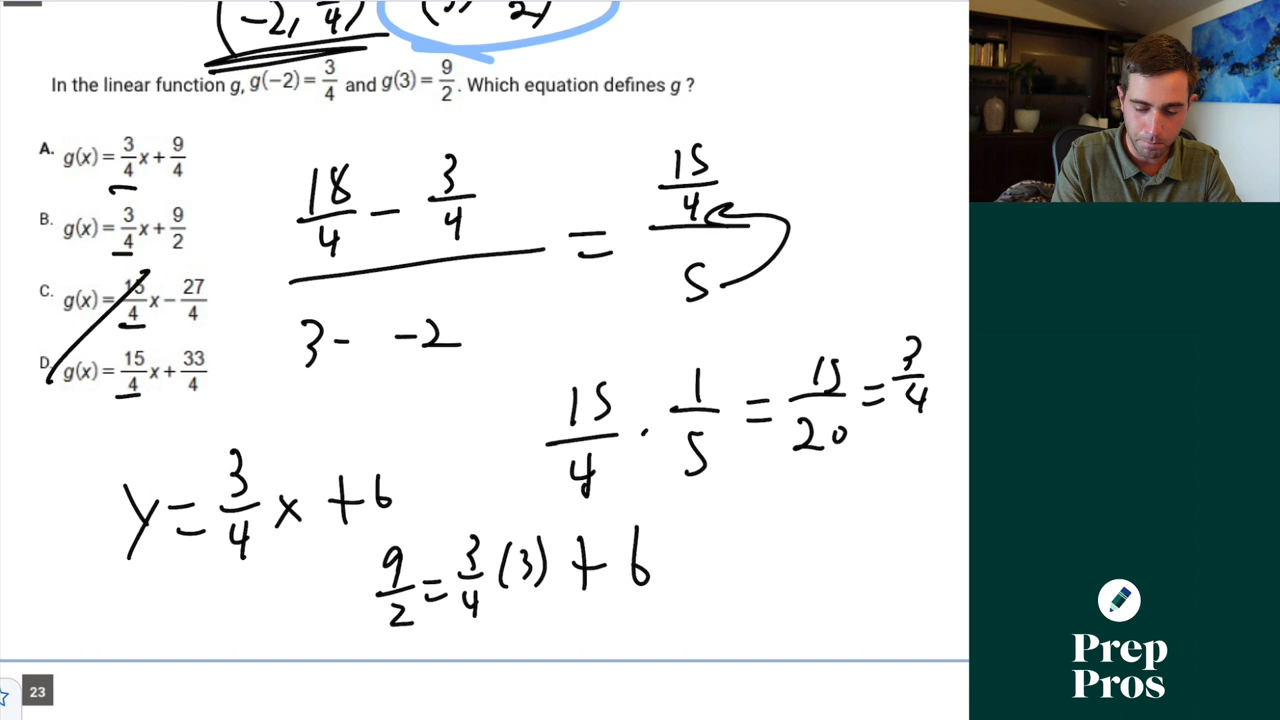 (-2, 3/4)
In the linear function g, g(−2) = 3/4 and g(3) = 9/2. Which equation defines g ?
A. g(x) = 3/4x + 9/4
B. g(x) = 3/4x + 9/2
C. g(x) = 15/4x − 27/4
D. g(x) = 15/4x + 33/4
18/4 - 3/4
3 - -2
= 15/4
5
15/4 · 1/5 = 15/20 = 3/4
y = 3/4 x + b
9/2 = 3/4 (3) + b
23
Prep
Pros